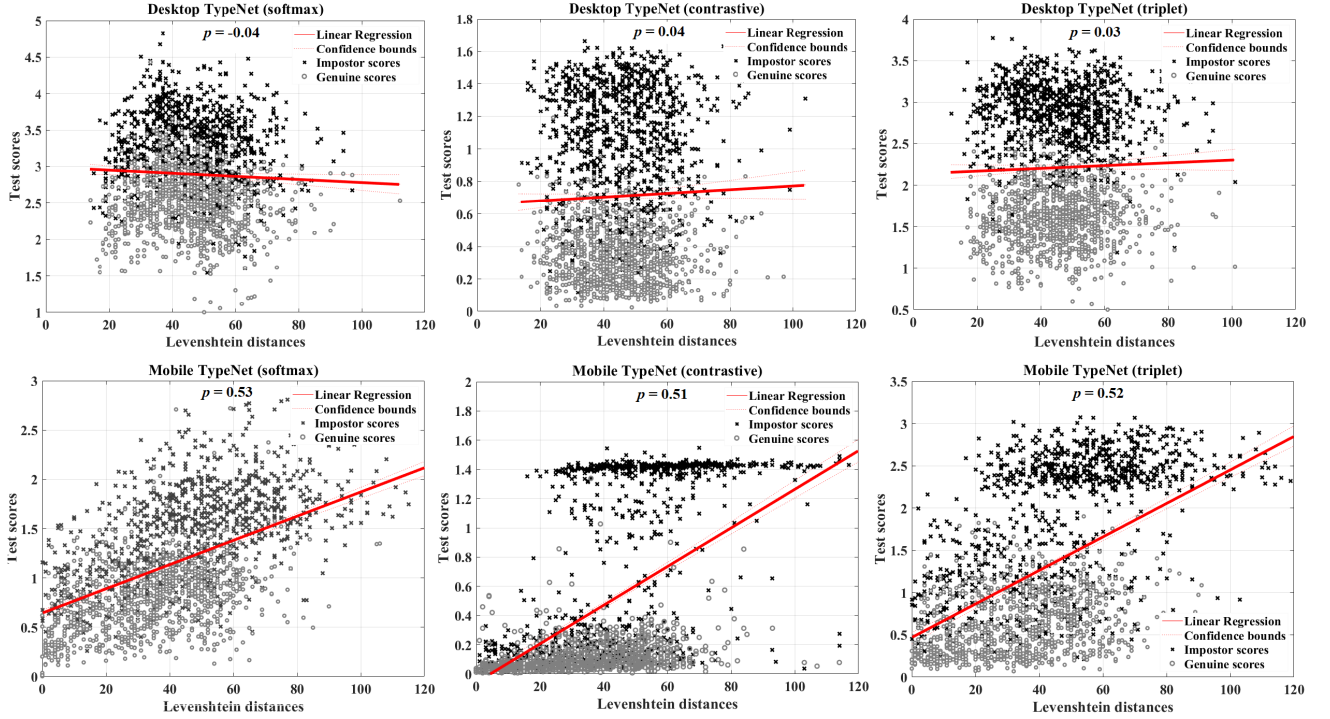 Desktop TypeNet (softmax)
p = -0.04
Linear Regression
Confidence bounds
Impostor scores
Genuine scores
Test scores
5
4.5
4
3.5
3
2.5
2
1.5
1
0 20 40 60 80 100 120
Levenshtein distances
Desktop TypeNet (contrastive)
p = 0.04
Linear Regression
Confidence bounds
Impostor scores
Genuine scores
Test scores
1.8
1.6
1.4
1.2
1
0.8
0.6
0.4
0.2
0
0 20 40 60 80 100 120
Levenshtein distances
Desktop TypeNet (triplet)
p = 0.03
Linear Regression
Confidence bounds
Impostor scores
Genuine scores
Test scores
4
3.5
3
2.5
2
1.5
1
0.5
0 20 40 60 80 100 120
Levenshtein distances
Mobile TypeNet (softmax)
p = 0.53
Linear Regression
Confidence bounds
Impostor scores
Genuine scores
Test scores
3
2.5
2
1.5
1
0.5
0
0 20 40 60 80 100 120
Levenshtein distances
Mobile TypeNet (contrastive)
p = 0.51
Linear Regression
Confidence bounds
Impostor scores
Genuine scores
Test scores
2
1.8
1.6
1.4
1.2
1
0.8
0.6
0.4
0.2
0
0 20 40 60 80 100 120
Levenshtein distances
Mobile TypeNet (triplet)
p = 0.52
Linear Regression
Confidence bounds
Impostor scores
Genuine scores
Test scores
3.5
3
2.5
2
1.5
1
0.5
0
0 20 40 60 80 100 120
Levenshtein distances